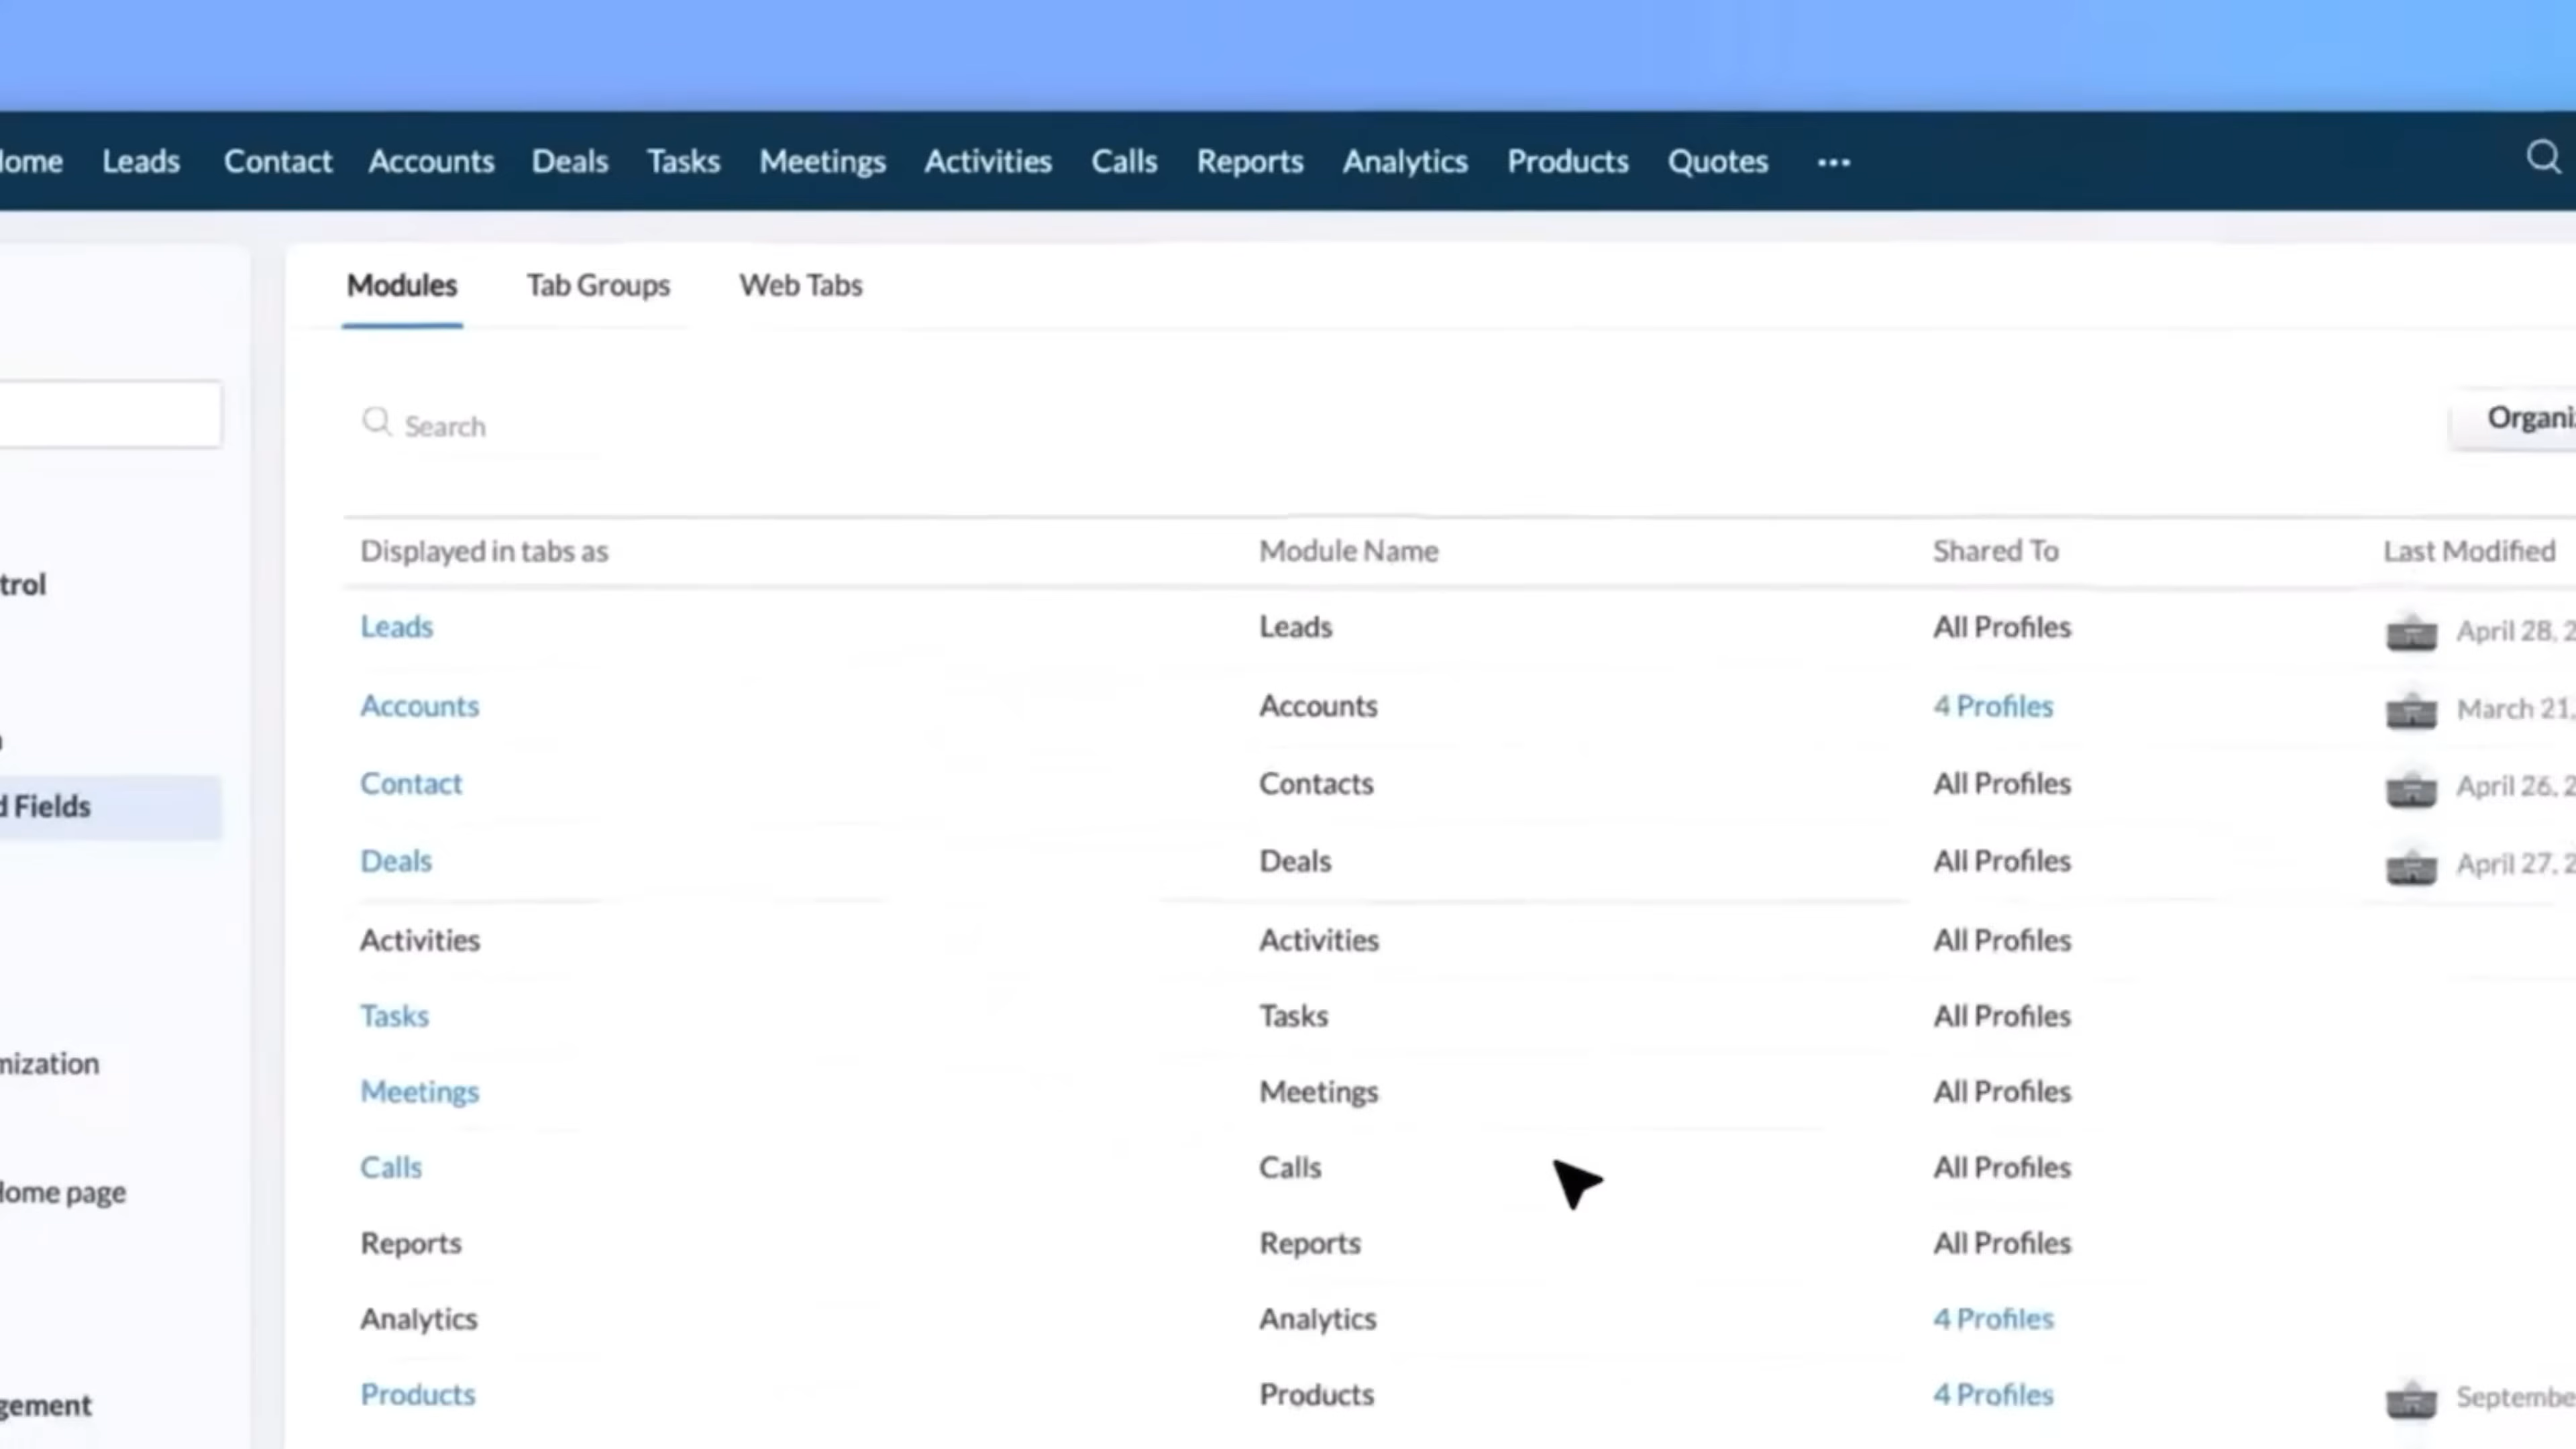 ome Leads Contact Accounts Deals Tasks Meetings Activities Calls Reports Analytics Products Quotes ...
Modules Tab Groups Web Tabs
Search Organi
Displayed in tabs as Module Name Shared To Last Modified
trol
Leads Leads All Profiles April 28, 2
Accounts Accounts 4 Profiles March 21,
Contact Contacts All Profiles April 26, 2
d Fields
Deals Deals All Profiles April 27, 2
Activities Activities All Profiles
Tasks Tasks All Profiles
mization
Meetings Meetings All Profiles
Calls Calls All Profiles
ome page
Reports Reports All Profiles
Analytics Analytics 4 Profiles
Products Products 4 Profiles Septembe
gement